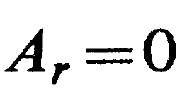 A_r = 0